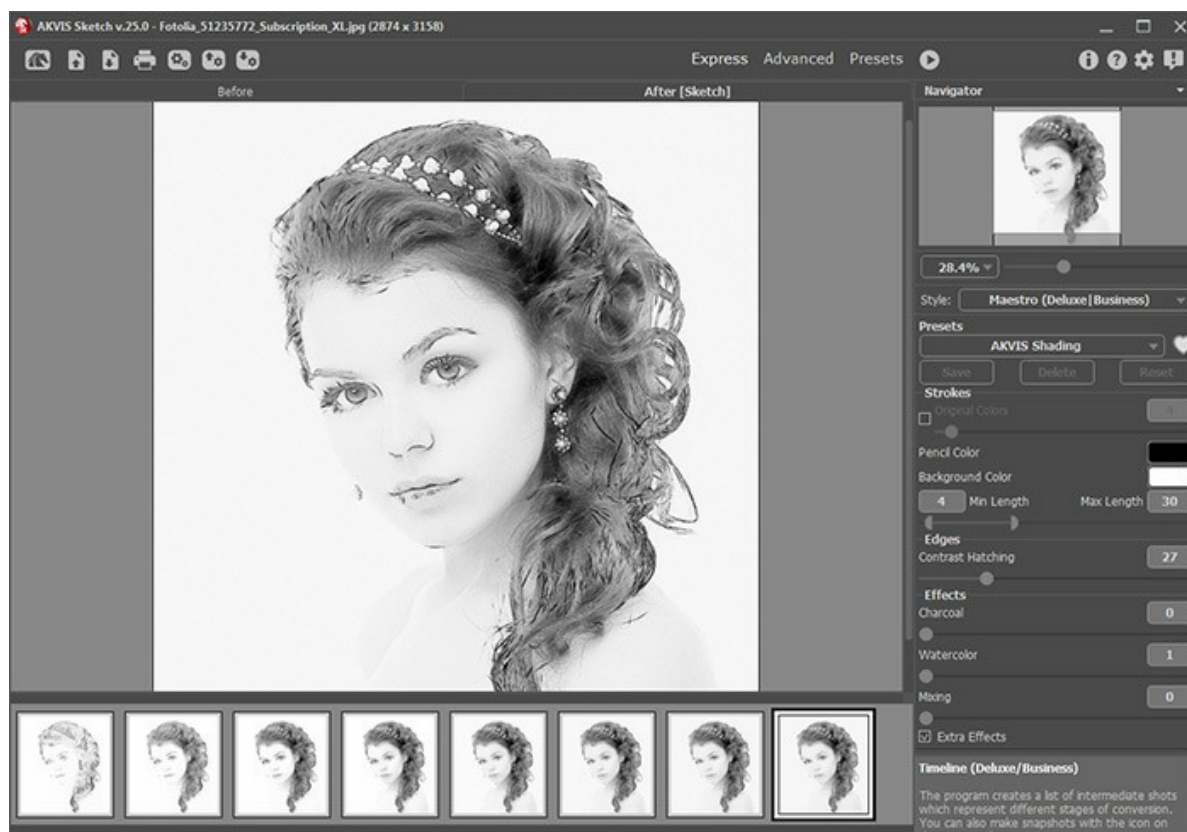 AKVIS Sketch v.25.0 - Fotolia_51235772_Subscription_XL.jpg (2874 x 3158)
Express Advanced Presets
Before After [Sketch] Navigator
28.4%
Style: Maestro (Deluxe|Business)
Presets
AKVIS Shading
Save Delete Reset
Strokes
Original Colors 4
Pencil Color
Background Color
4 Min Length Max Length 30
Edges
Contrast Hatching 27
Effects
Charcoal 0
Watercolor 1
Mixing 0
Extra Effects
Timeline (Deluxe/Business)
The program creates a list of intermediate shots
which represent different stages of conversion.
You can also make snapshots with the icon on